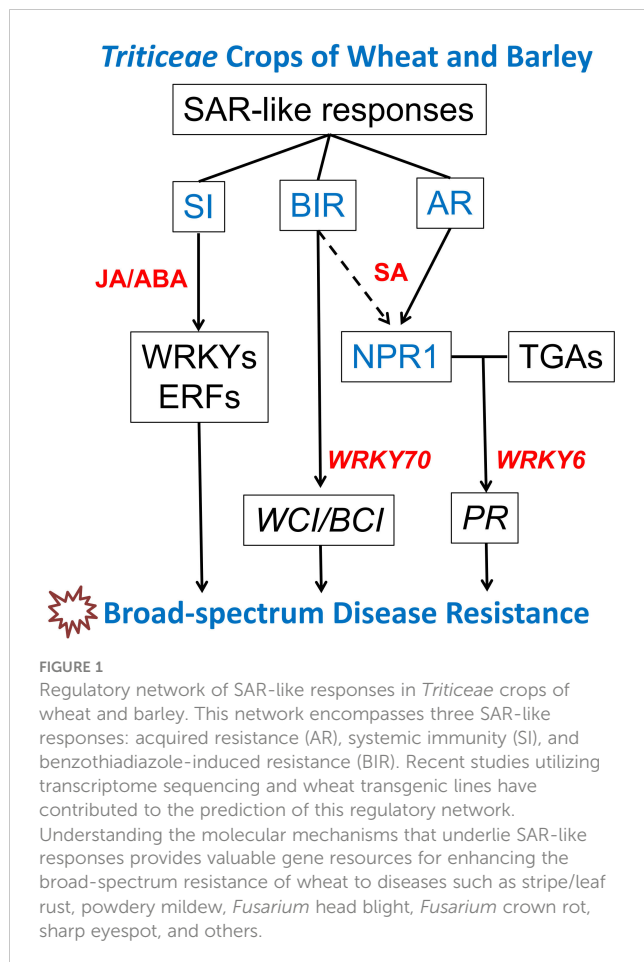 Triticeae Crops of Wheat and Barley
SAR-like responses
SI
BIR
AR
JA/ABA
SA
WRKYs
ERFs
NPR1
TGAs
WRKY70
WRKY6
WCI/BCI
PR
Broad-spectrum Disease Resistance
FIGURE 1
Regulatory network of SAR-like responses in Triticeae crops of
wheat and barley. This network encompasses three SAR-like
responses: acquired resistance (AR), systemic immunity (SI), and
benzothiadiazole-induced resistance (BIR). Recent studies utilizing
transcriptome sequencing and wheat transgenic lines have
contributed to the prediction of this regulatory network.
Understanding the molecular mechanisms that underlie SAR-like
responses provides valuable gene resources for enhancing the
broad-spectrum resistance of wheat to diseases such as stripe/leaf
rust, powdery mildew, Fusarium head blight, Fusarium crown rot,
sharp eyespot, and others.